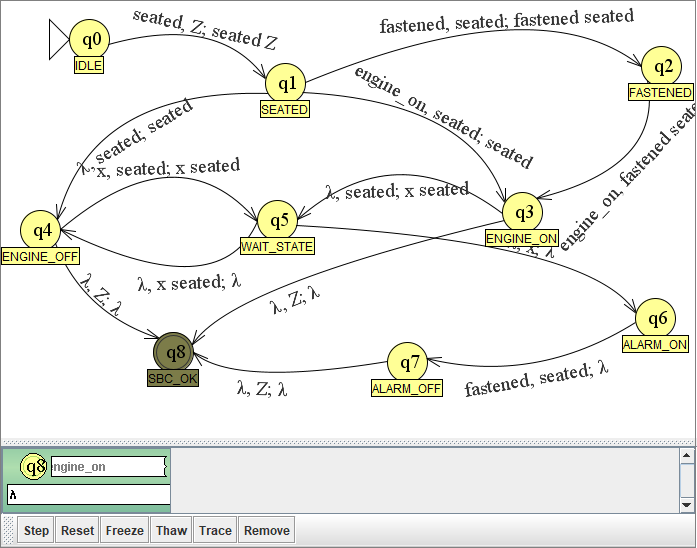 q0
IDLE
seated, Z; seated Z
q1
SEATED
fastened, seated; fastened seated
q2
FASTENED
engine_on, seated; seated
engine_on, fastened seate
λ, seated; seated
x, seated; x seated
λ, seated; x seated
q4
ENGINE_OFF
q5
WAIT_STATE
q3
ENGINE_ON
x, λ
λ, x seated; λ
λ, Z; λ
λ, Z; λ
q6
ALARM_ON
q8
SBC_OK
q7
ALARM_OFF
λ, Z; λ
fastened, seated; λ
q8
engine_on
λ
Step
Reset
Freeze
Thaw
Trace
Remove